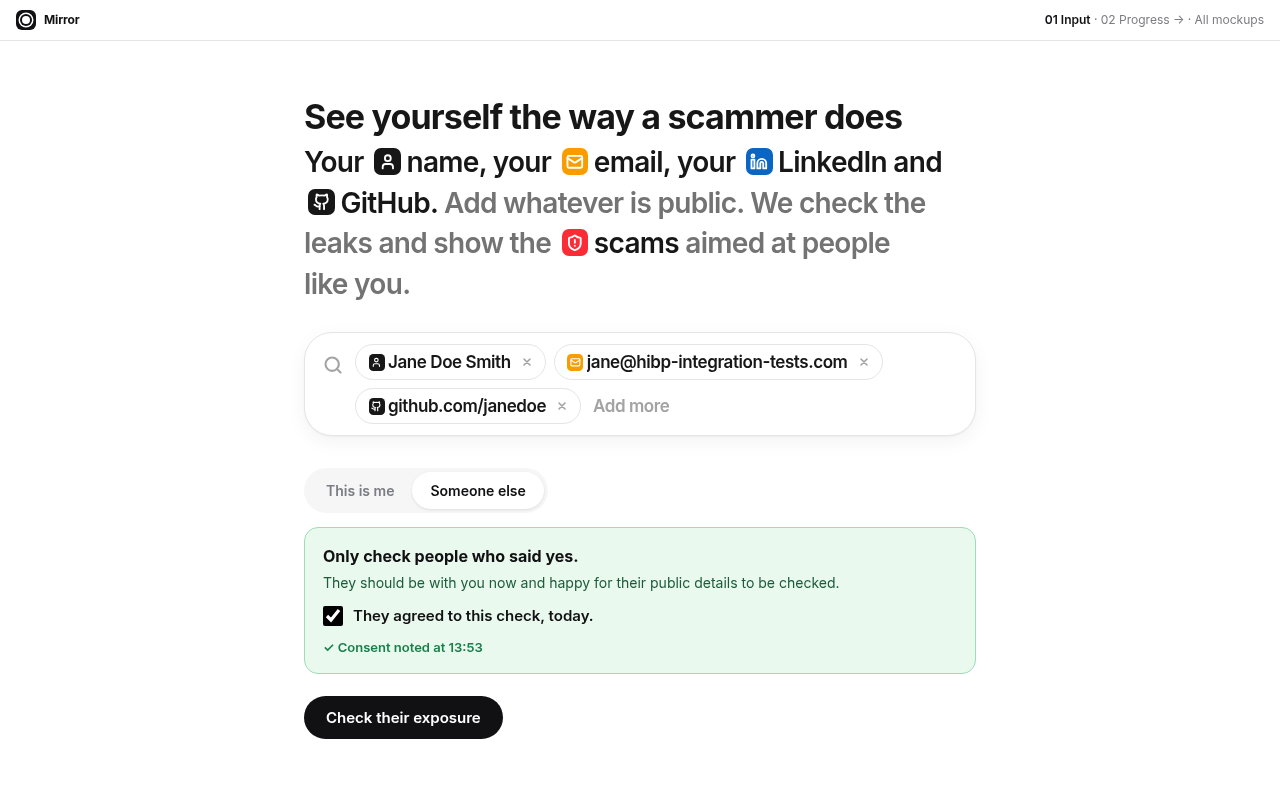 Mirror
01 Input · 02 Progress → · All mockups
See yourself the way a scammer does
Your name, your email, your LinkedIn and
GitHub. Add whatever is public. We check the
leaks and show the scams aimed at people
like you.
Jane Doe Smith × jane@hibp-integration-tests.com ×
github.com/janedoe × Add more
This is me Someone else
Only check people who said yes.
They should be with you now and happy for their public details to be checked.
They agreed to this check, today.
✓ Consent noted at 13:53
Check their exposure